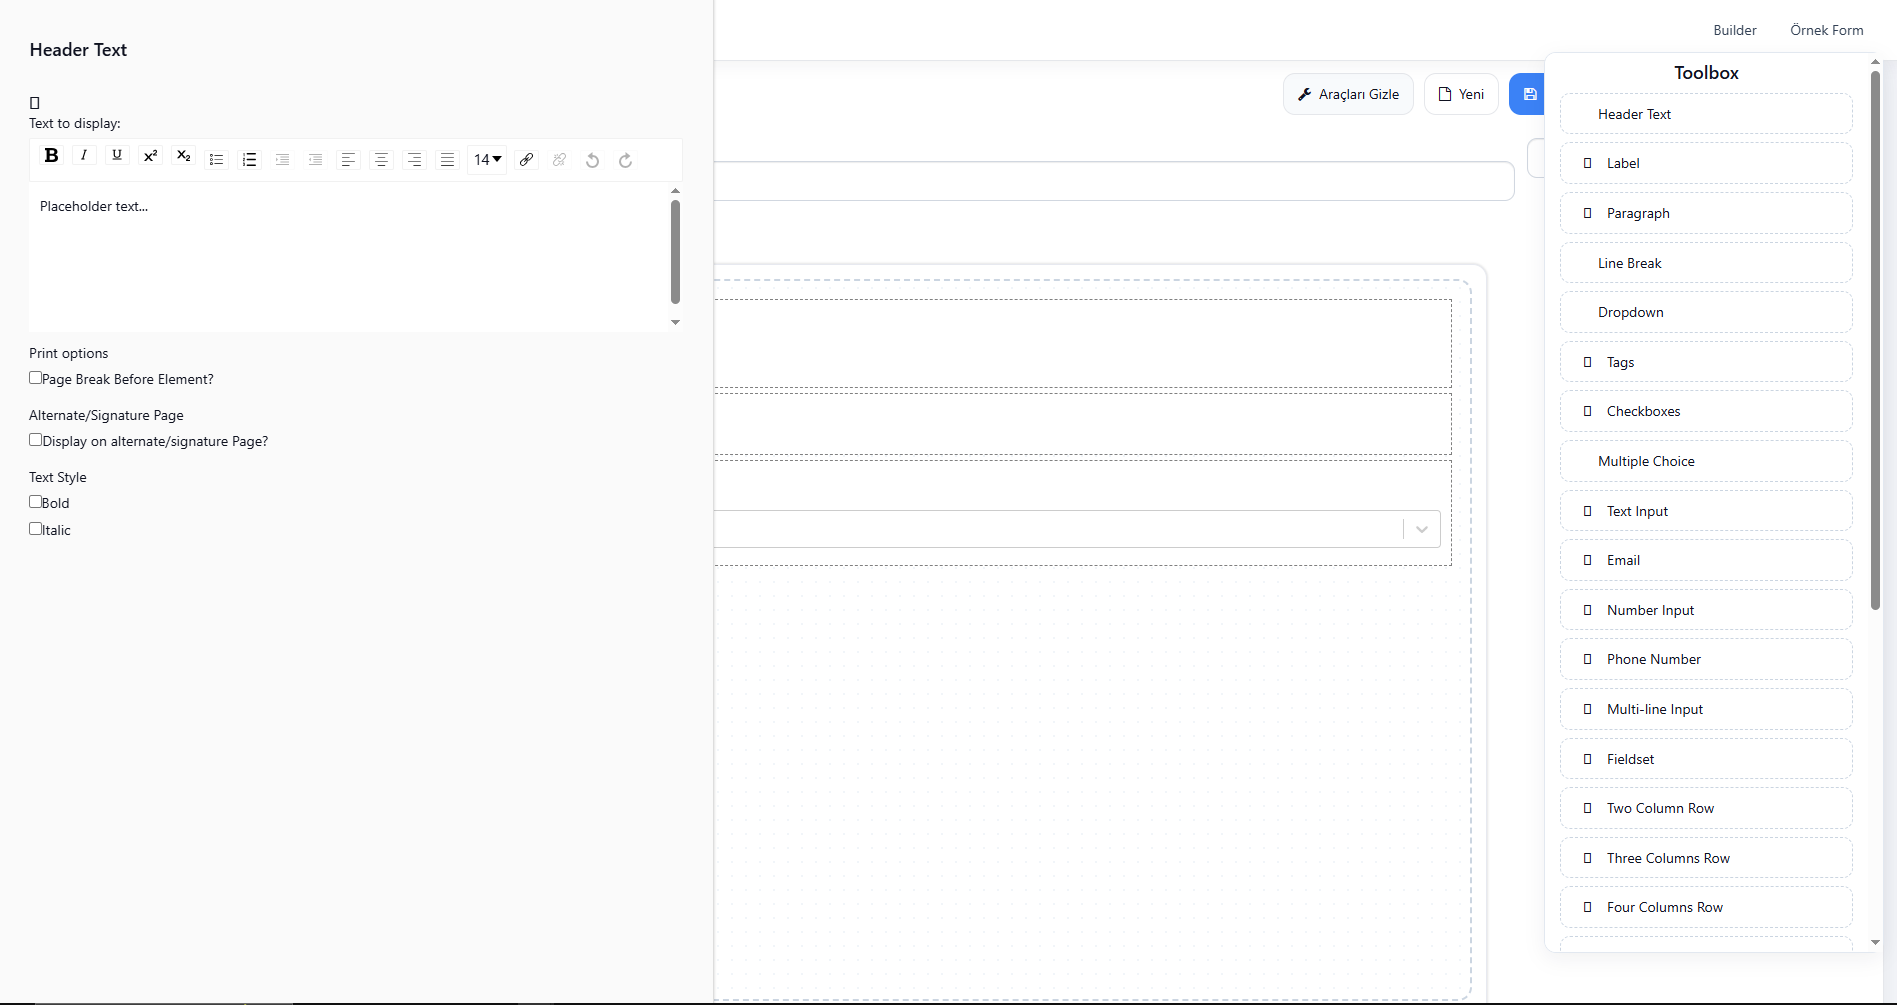 Builder
Örnek Form
Header Text
Text to display:
B I U x² X₂ 14
Placeholder text...
Print options
Page Break Before Element?
Alternate/Signature Page
Display on alternate/signature Page?
Text Style
Bold
Italic
Araçları Gizle
Yeni
Toolbox
Header Text
Label
Paragraph
Line Break
Dropdown
Tags
Checkboxes
Multiple Choice
Text Input
Email
Number Input
Phone Number
Multi-line Input
Fieldset
Two Column Row
Three Columns Row
Four Columns Row